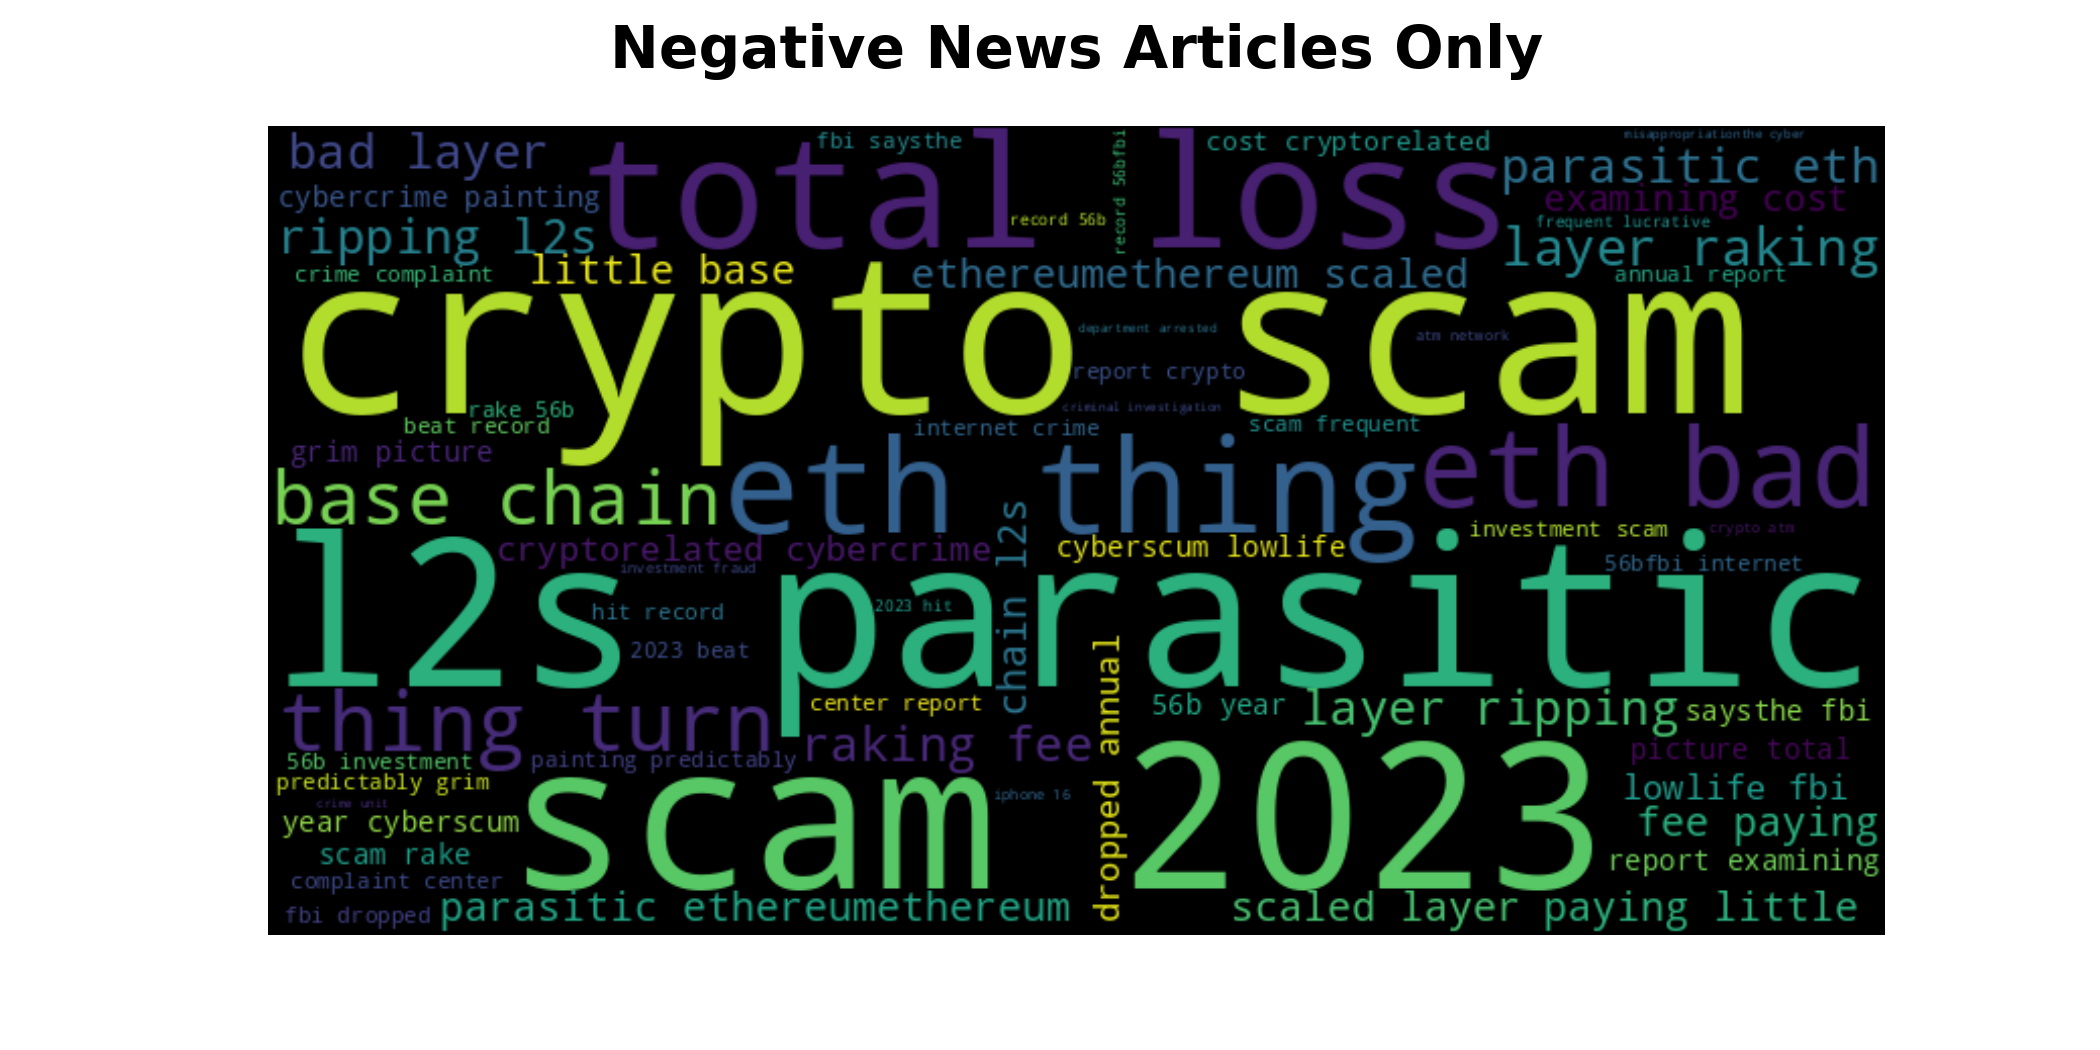 Negative News Articles Only
bad layer
fbi saysthe
total loss
record 56bfbi
cost cryptorelated
misappropriationthe cyber
parasitic eth
cybercrime painting
examining cost
record 56b
frequent lucrative
ripping l2s
layer raking
crime complaint
little base
ethereumethereum scaled
annual report
crypto scam
department arrested
atm network
report crypto
rake 56b
criminal investigation
beat record
internet crime
scam frequent
grim picture
eth thing
eth bad
base chain
chain l2s
investment scam
crypto atm
cryptorelated cybercrime
cyberscum lowlife
investment fraud
56bfbi internet
l2s parasitic
hit record
2023 hit
2023 beat
dropped annual
center report
56b year
layer ripping
saysthe fbi
thing turn
raking fee
56b investment
painting predictably
picture total
predictably grim
scam 2023
iphone 16
lowlife fbi
crime unit
year cyberscum
fee paying
scam rake
report examining
complaint center
fbi dropped
parasitic ethereumethereum
scaled layer
paying little